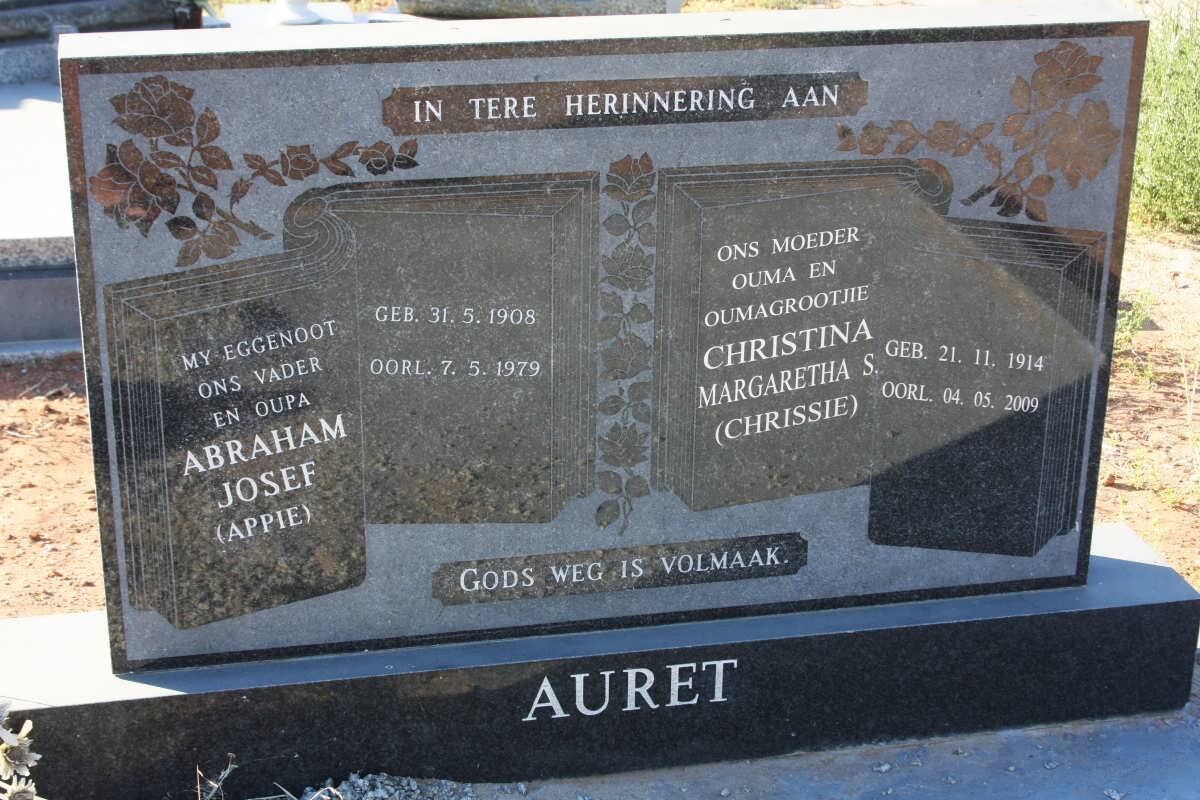 IN TERE HERINNERING AAN
MY EGGENOOT
ONS VADER
EN OUPA
ABRAHAM
JOSEF
(APPIE)
GEB. 31. 5. 1908
OORL. 7. 5. 1979
ONS MOEDER
OUMA EN
OUMAGROOTJIE
CHRISTINA
MARGARETHA S.
(CHRISSIE)
GEB. 21. 11. 1914
OORL. 04. 05. 2009
GODS WEG IS VOLMAAK.
AURET